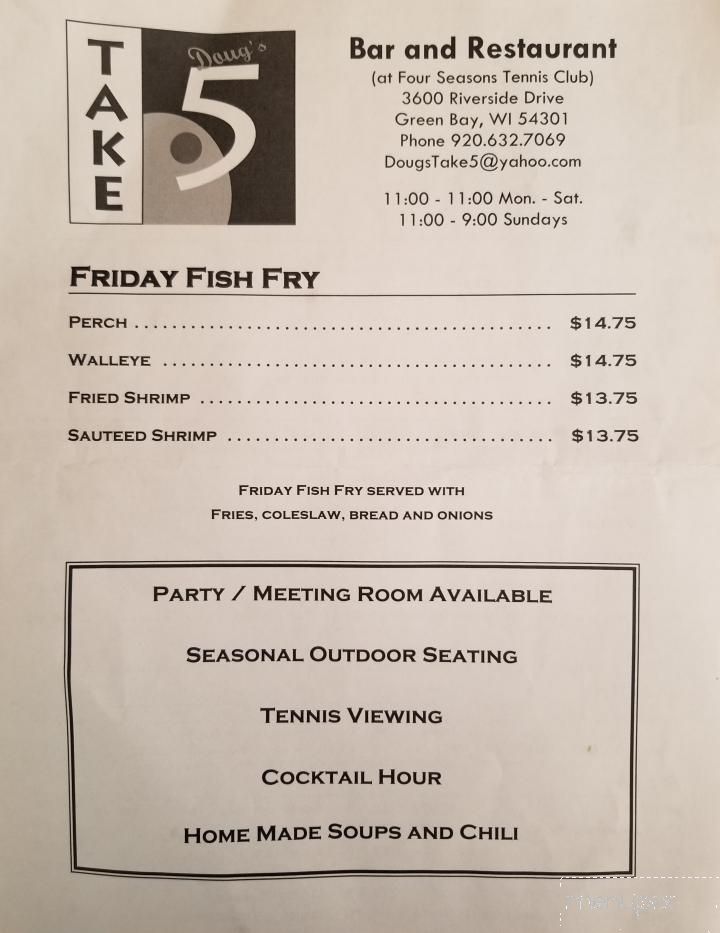 TAKE
Doug's
5
Bar and Restaurant
(at Four Seasons Tennis Club)
3600 Riverside Drive
Green Bay, WI 54301
Phone 920.632.7069
DougsTake5@yahoo.com
11:00 - 11:00 Mon. - Sat.
11:00 - 9:00 Sundays
FRIDAY FISH FRY
PERCH ............................................ $14.75
WALLEYE ......................................... $14.75
FRIED SHRIMP ..................................... $13.75
SAUTEED SHRIMP .................................. $13.75
FRIDAY FISH FRY SERVED WITH
FRIES, COLESLAW, BREAD AND ONIONS
PARTY / MEETING ROOM AVAILABLE
SEASONAL OUTDOOR SEATING
TENNIS VIEWING
COCKTAIL HOUR
HOME MADE SOUPS AND CHILI